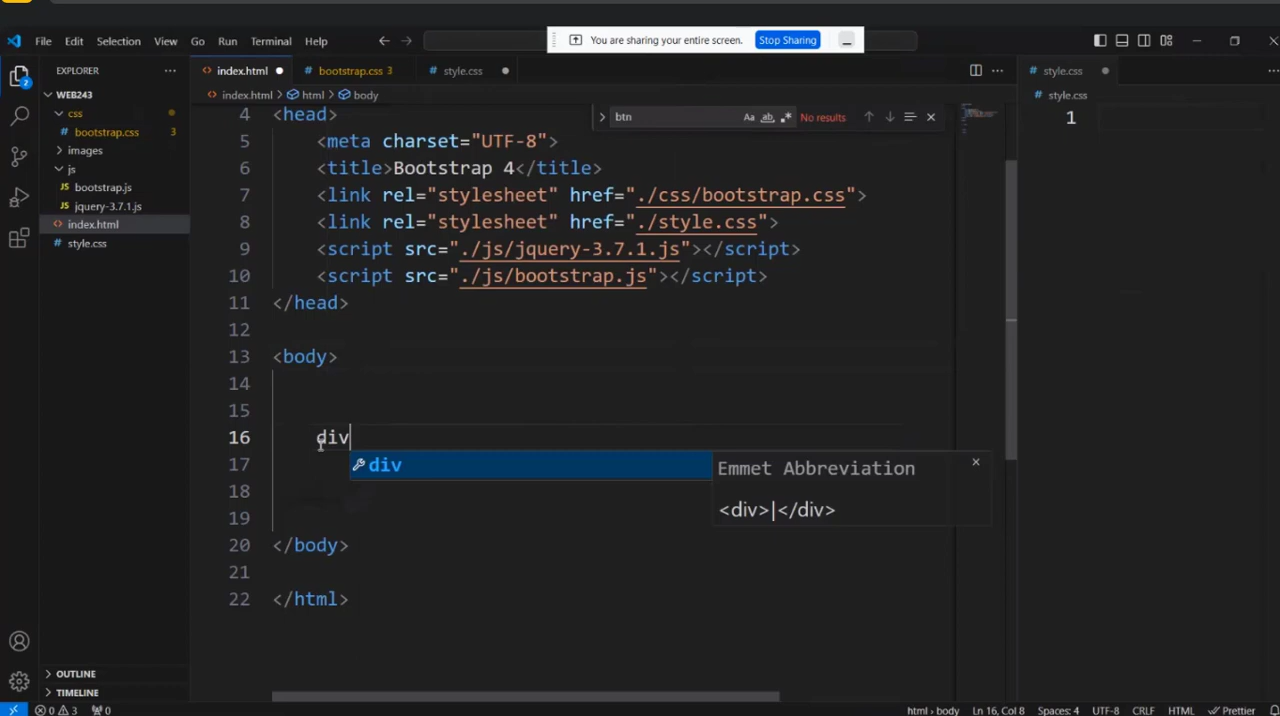 You are sharing your entire screen. Stop Sharing
File Edit Selection View Go Run Terminal Help
EXPLORER
WEB243
css
bootstrap.css 3
images
js
bootstrap.js
jquery-3.7.1.js
index.html
style.css
OUTLINE
TIMELINE
2
index.html bootstrap.css 3 style.css
index.html > html > body
btn Aa ab No results
4 <head>
5 <meta charset="UTF-8">
6 <title>Bootstrap 4</title>
7 <link rel="stylesheet" href="./css/bootstrap.css">
8 <link rel="stylesheet" href="./style.css">
9 <script src="./js/jquery-3.7.1.js"></script>
10 <script src="./js/bootstrap.js"></script>
11 </head>
12
13 <body>
14
15
16 div
17
18
19
20 </body>
21
22 </html>
div
Emmet Abbreviation
<div>|</div>
style.css
style.css
1
0 3 0
html > body Ln 16, Col 8 Spaces: 4 UTF-8 CRLF HTML Prettier